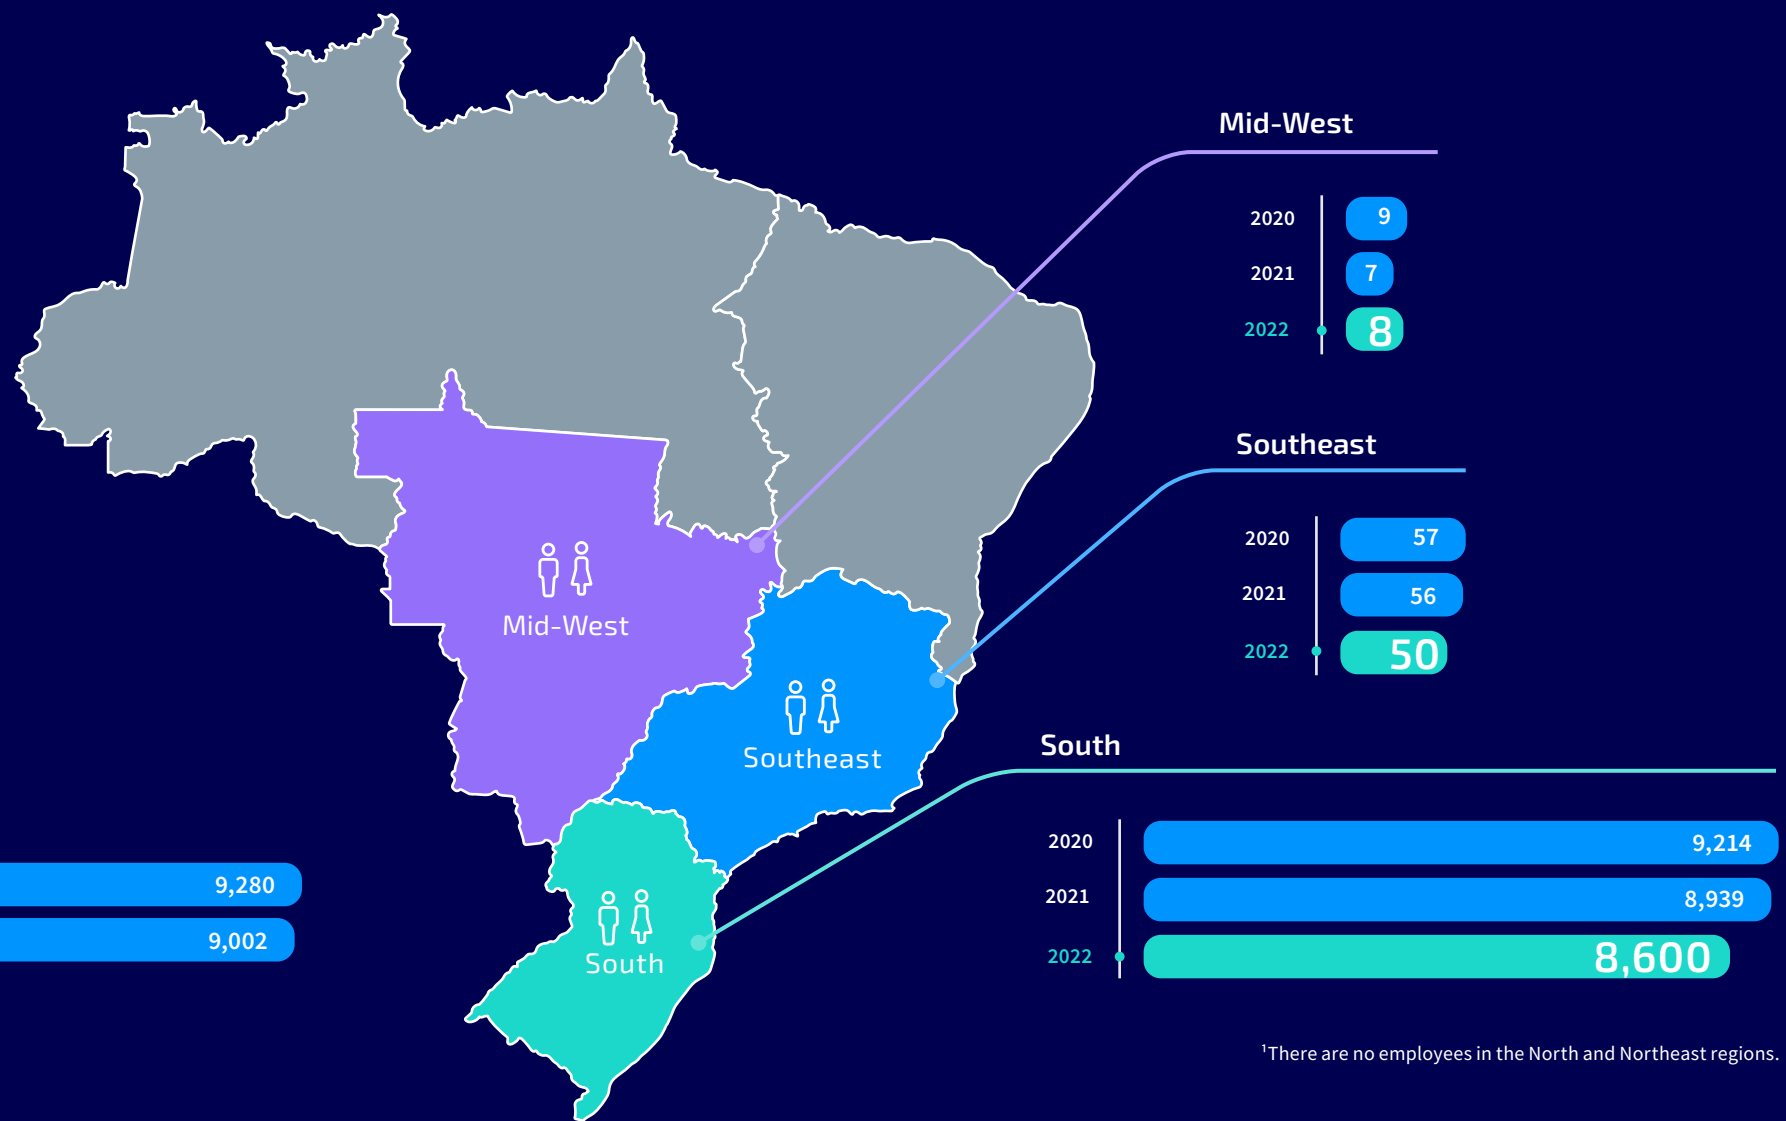 Mid-West
2020 9
2021 7
2022 8
Southeast
2020 57
2021 56
2022 50
South
2020 9,214
2021 8,939
2022 8,600
Mid-West
Southeast
South
9,280
9,002
¹There are no employees in the North and Northeast regions.